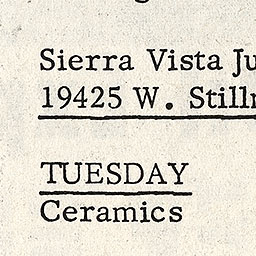 Sierra Vista
19425 W.
TUESDAY
Ceramics